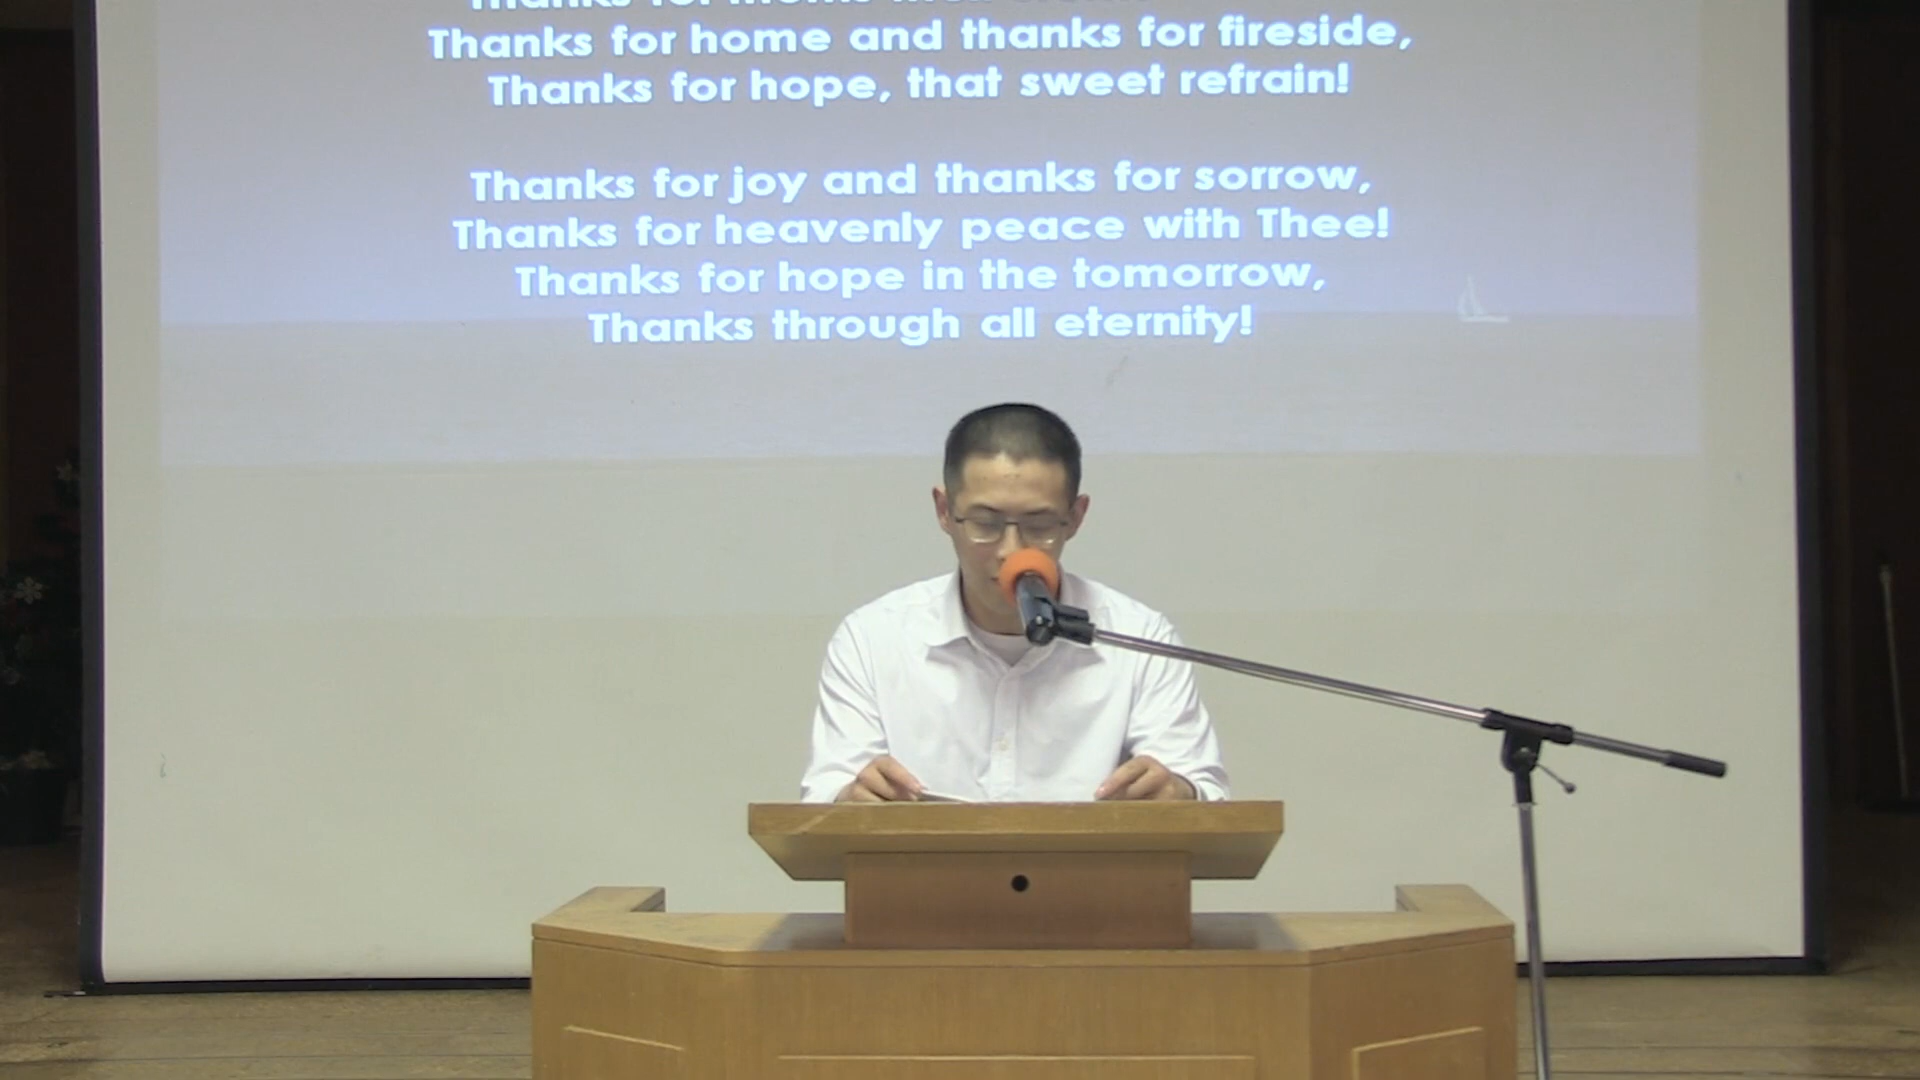 Thanks for home and thanks for fireside,
Thanks for hope, that sweet refrain!
Thanks for joy and thanks for sorrow,
Thanks for heavenly peace with Thee!
Thanks for hope in the tomorrow,
Thanks through all eternity!